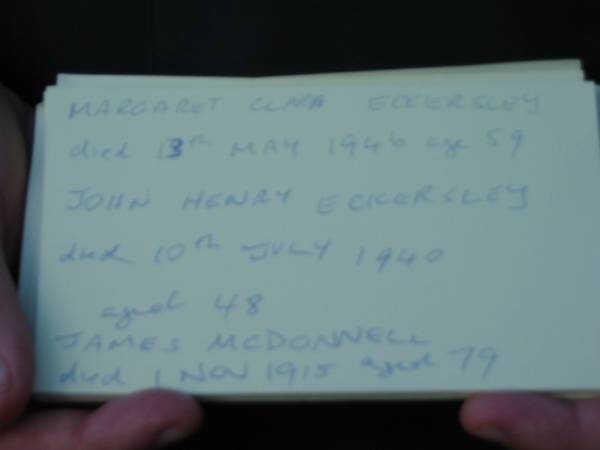 MARGARET CLARA ECKERSLEY
died 13th MAY 1946 age 59
JOHN HENRY ECKERSLEY
died 10th JULY 1940
aged 48
JAMES MCDONNELL
died 1 NOV 1915 aged 79